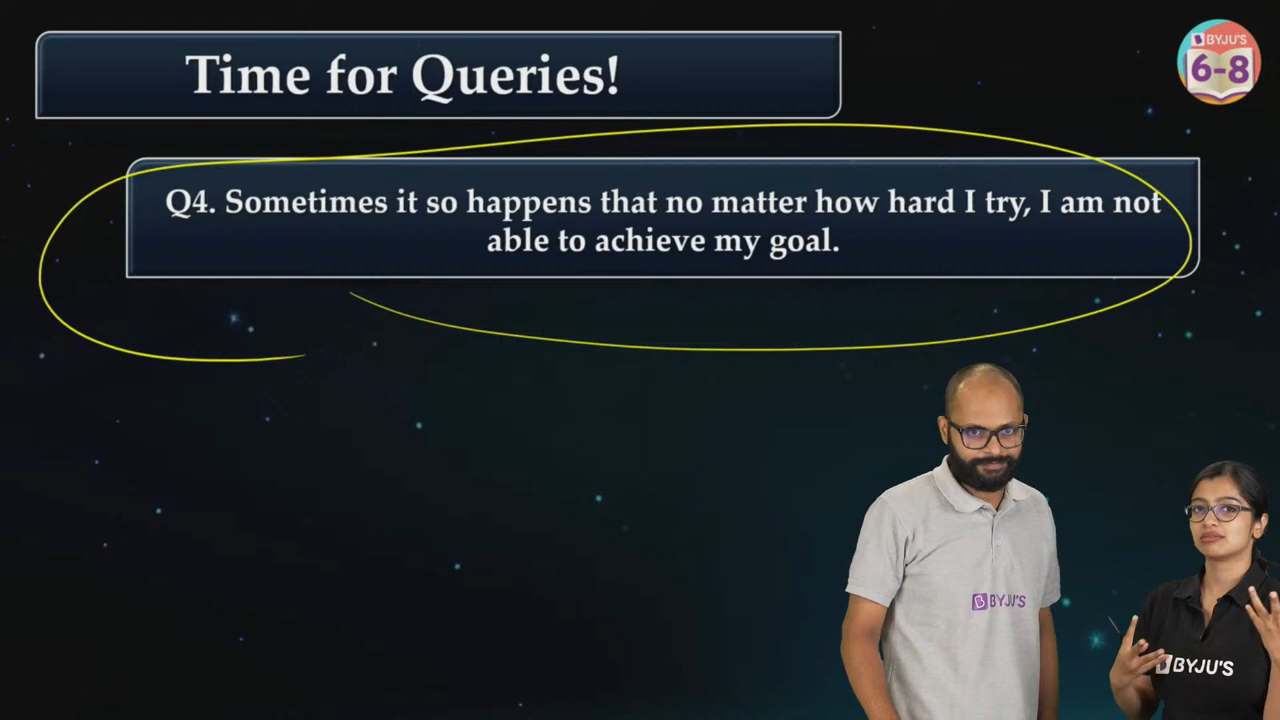 Time for Queries!
BYJU'S
6-8
Q4. Sometimes it so happens that no matter how hard I try, I am not
able to achieve my goal.
BYJU'S
BYJU'S